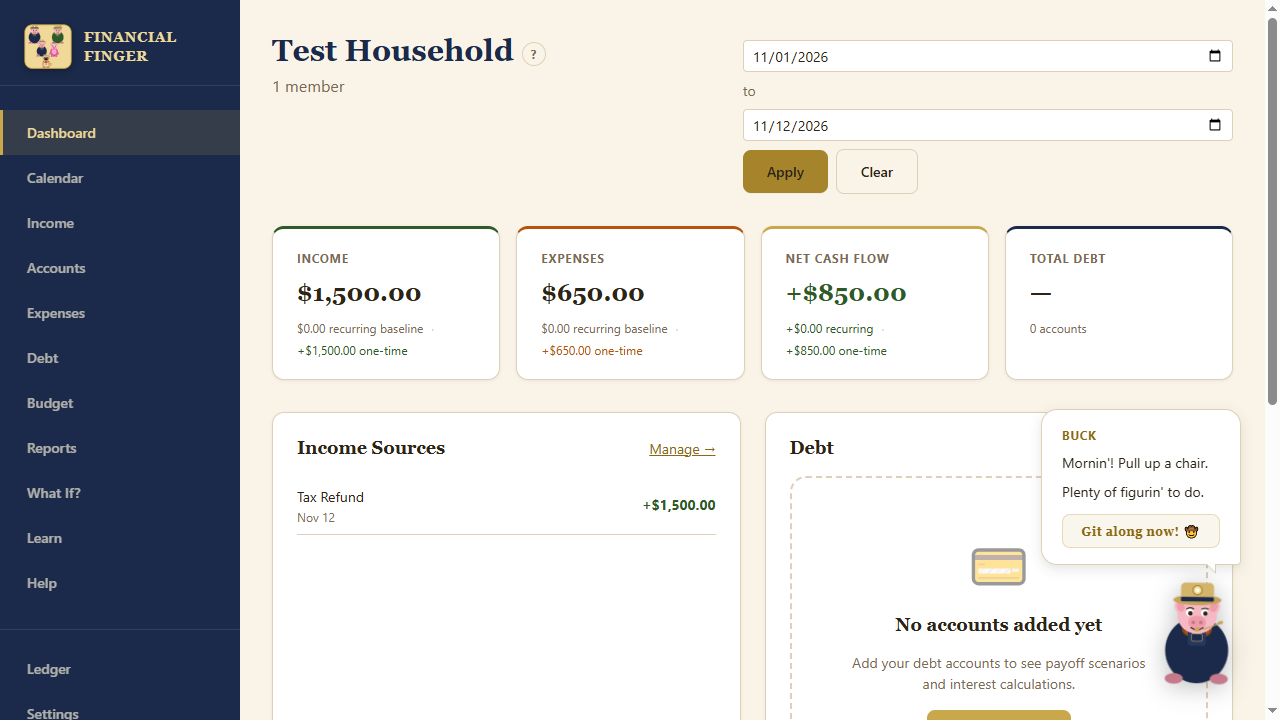 FINANCIAL
FINGER
Dashboard
Calendar
Income
Accounts
Expenses
Debt
Budget
Reports
What If?
Learn
Help
Ledger
Settings
Test Household ?
1 member
11/01/2026
to
11/12/2026
Apply
Clear
INCOME
$1,500.00
$0.00 recurring baseline ·
+$1,500.00 one-time
EXPENSES
$650.00
$0.00 recurring baseline ·
+$650.00 one-time
NET CASH FLOW
+$850.00
+$0.00 recurring ·
+$850.00 one-time
TOTAL DEBT
—
0 accounts
Income Sources
Manage →
Tax Refund
Nov 12
+$1,500.00
Debt
No accounts added yet
Add your debt accounts to see payoff scenarios
and interest calculations.
BUCK
Mornin'! Pull up a chair.
Plenty of figurin' to do.
Git along now! 🤠